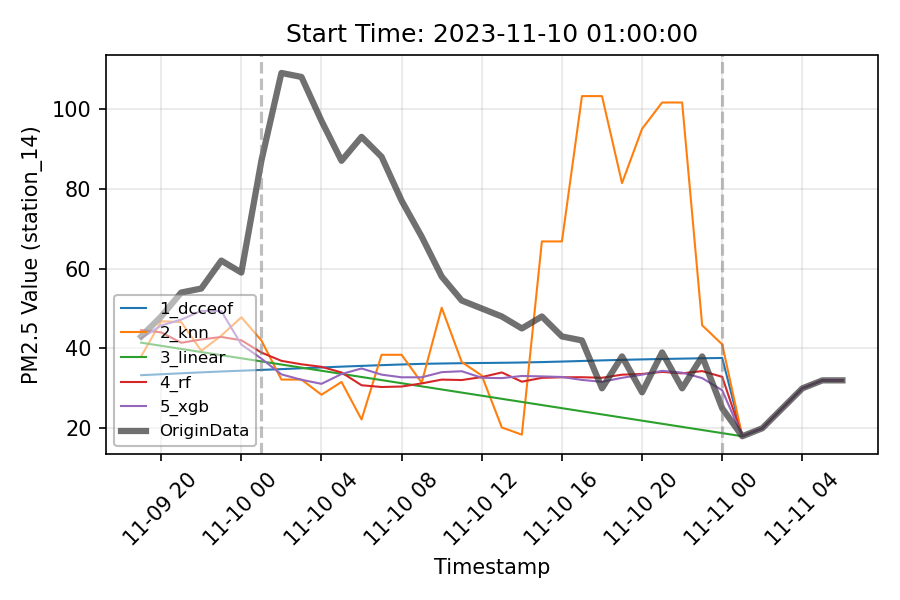 Start Time: 2023-11-10 01:00:00
PM2.5 Value (station_14)
100
80
60
40
20
1_dcceof
2_knn
3_linear
4_rf
5_xgb
OriginData
11-09 20
11-10 00
11-10 04
11-10 08
11-10 12
11-10 16
11-10 20
11-11 00
11-11 04
Timestamp